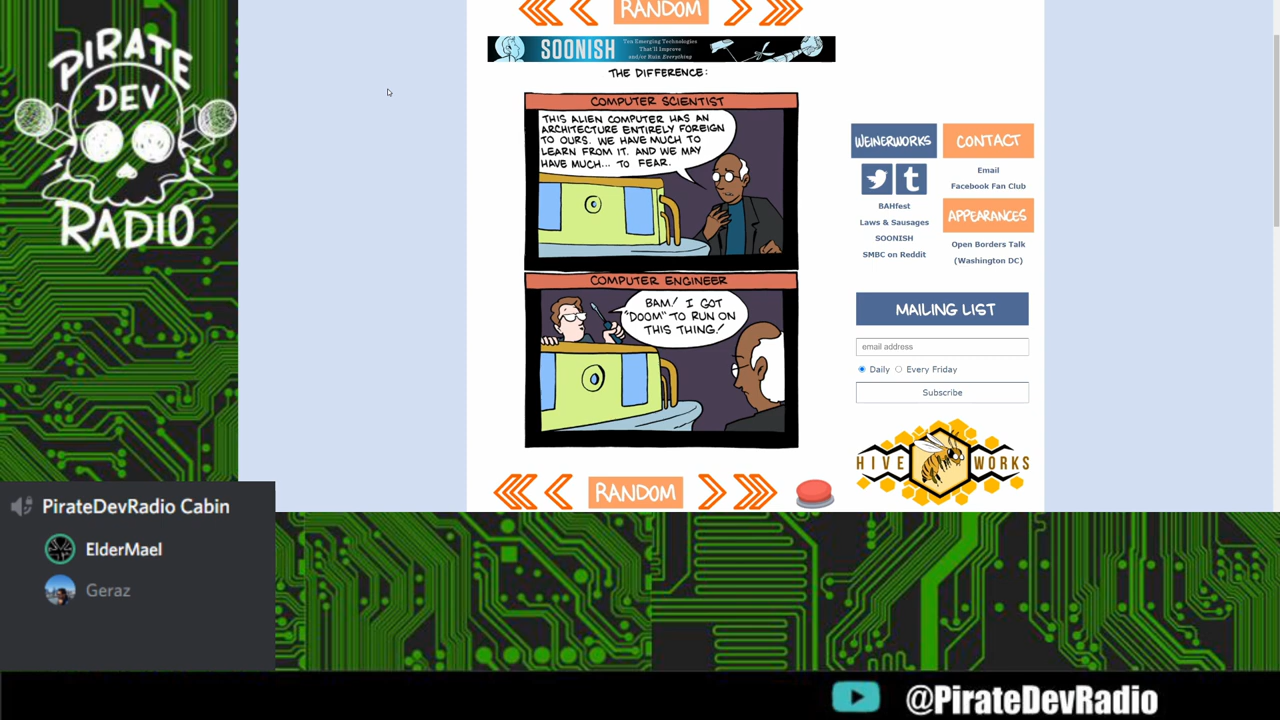 PIRATE
DEV
RADIO
RANDOM
SOONISH
Ten Emerging Technologies
That'll Improve
and/or Ruin Everything
THE DIFFERENCE:
COMPUTER SCIENTIST
THIS ALIEN COMPUTER HAS AN
ARCHITECTURE ENTIRELY FOREIGN
TO OURS. WE HAVE MUCH TO
LEARN FROM IT. AND WE MAY
HAVE MUCH... TO FEAR.
COMPUTER ENGINEER
BAM! I GOT
"DOOM" TO RUN ON
THIS THING!
RANDOM
WEINERWORKS
BAHfest
Laws & Sausages
SOONISH
SMBC on Reddit
CONTACT
Email
Facebook Fan Club
APPEARANCES
Open Borders Talk
(Washington DC)
MAILING LIST
email address
Daily Every Friday
Subscribe
HIVE WORKS
PirateDevRadio Cabin
ElderMael
Geraz
@PirateDevRadio